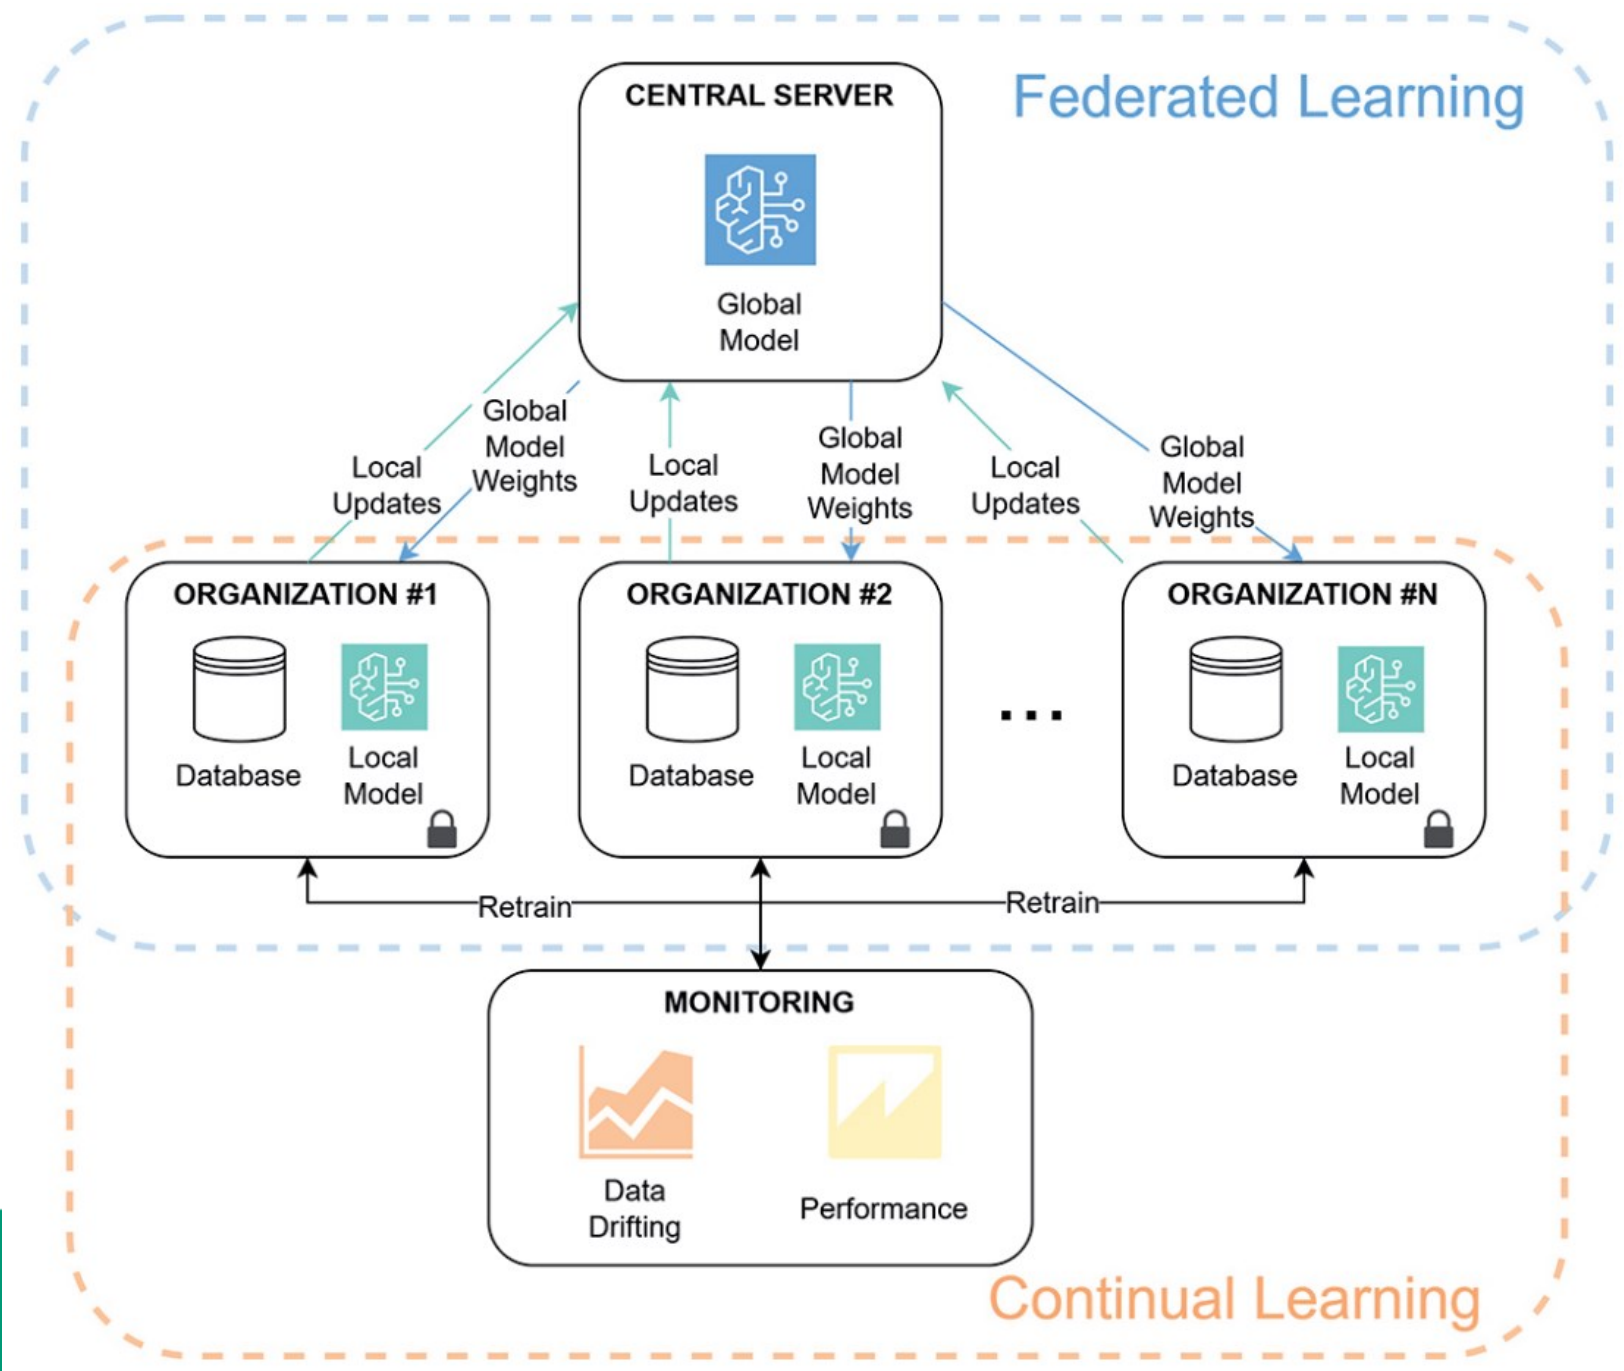 Federated Learning
CENTRAL SERVER
Global
Model
Local
Updates
Global
Model
Weights
Local
Updates
Global
Model
Weights
Local
Updates
Global
Model
Weights
ORGANIZATION #1
Database
Local
Model
ORGANIZATION #2
Database
Local
Model
...
ORGANIZATION #N
Database
Local
Model
Retrain
Retrain
MONITORING
Data
Drifting
Performance
Continual Learning